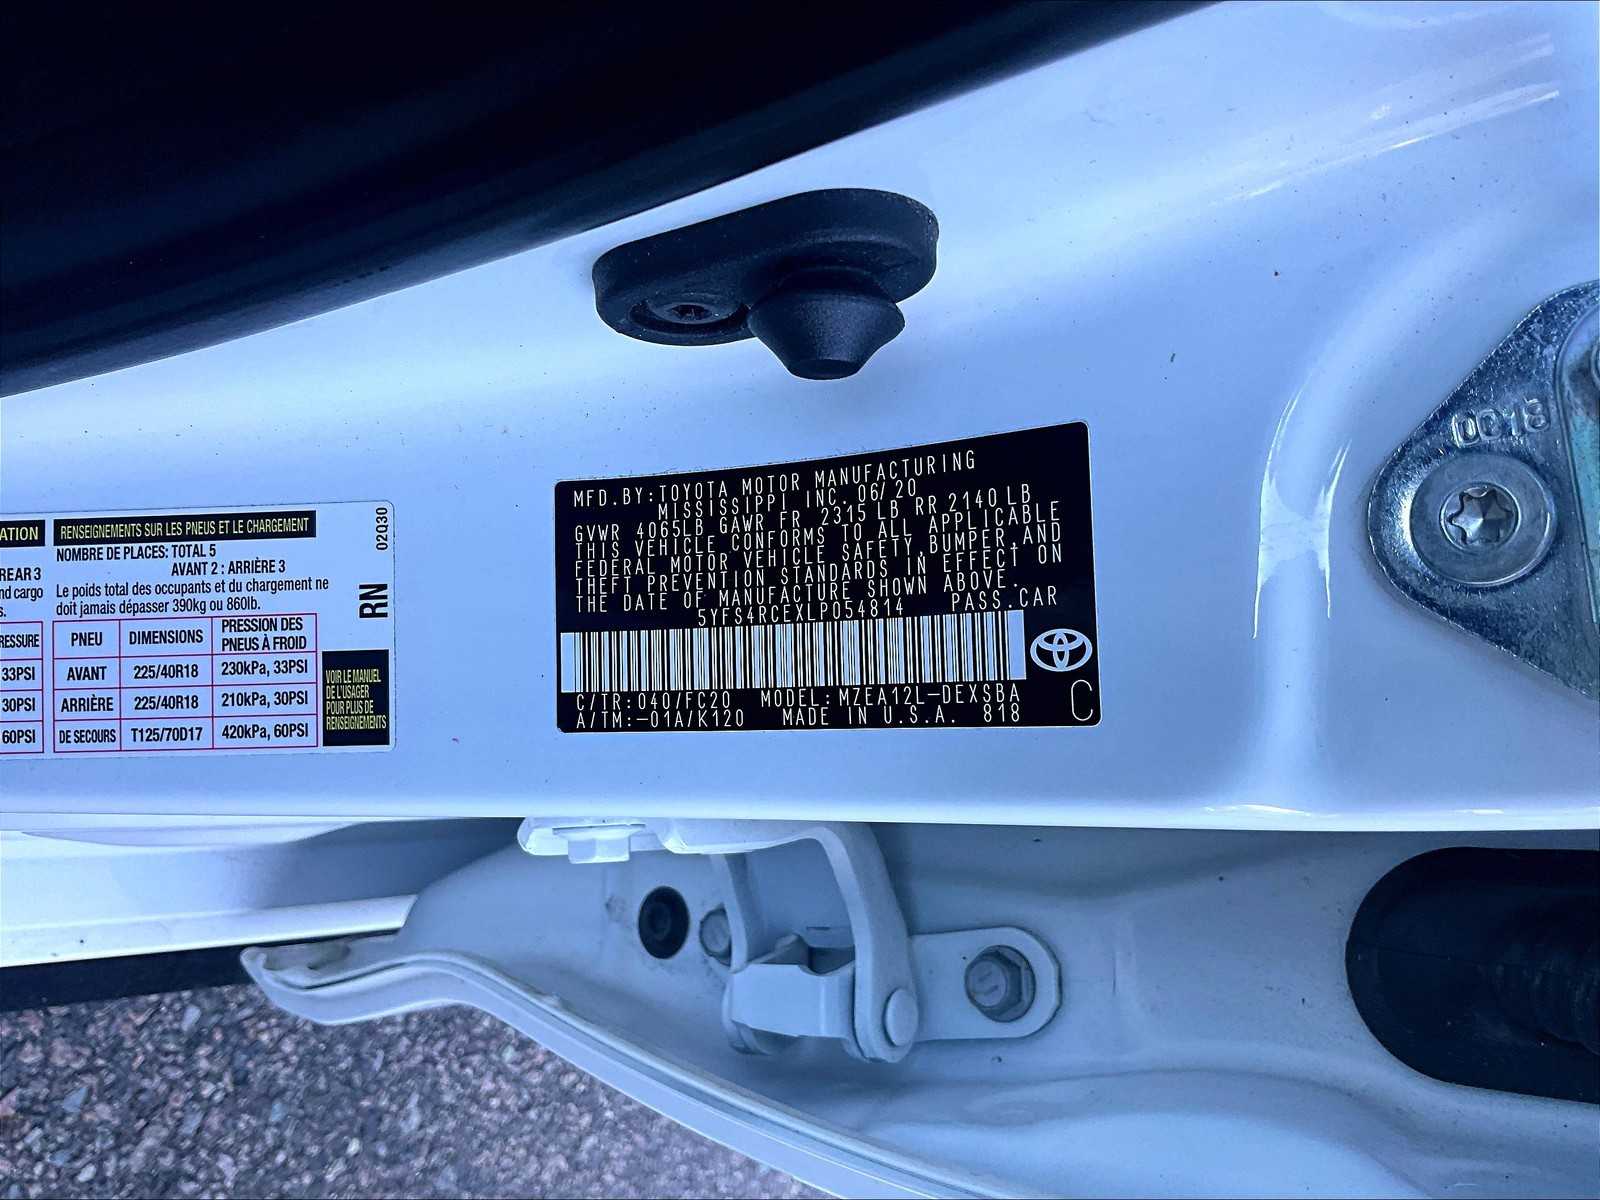 ATION
REAR 3
nd cargo
s.
RESSURE
33PSI
30PSI
60PSI
RENSEIGNEMENTS SUR LES PNEUS ET LE CHARGEMENT
NOMBRE DE PLACES: TOTAL 5
AVANT 2 : ARRIÈRE 3
Le poids total des occupants et du chargement ne
doit jamais dépasser 390kg ou 860lb.
PNEU DIMENSIONS PRESSION DES PNEUS À FROID
AVANT 225/40R18 230kPa, 33PSI
ARRIÈRE 225/40R18 210kPa, 30PSI
DE SECOURS T125/70D17 420kPa, 60PSI
VOIR LE MANUEL
DE L'USAGER
POUR PLUS DE
RENSEIGNEMENTS
02Q30
RN
MFD.BY:TOYOTA MOTOR MANUFACTURING
MISSISSIPPI INC. 06/20
GVWR 4065LB GAWR FR 2315 LB RR 2140 LB
THIS VEHICLE CONFORMS TO ALL APPLICABLE
FEDERAL MOTOR VEHICLE SAFETY, BUMPER, AND
THEFT PREVENTION STANDARDS IN EFFECT ON
THE DATE OF MANUFACTURE SHOWN ABOVE.
5YFS4RCEXLP054814 PASS.CAR
C/TR:040/FC20 MODEL:MZEA12L-DEXSBA
A/TM:-01A/K120 MADE IN U.S.A. 818
C
0018